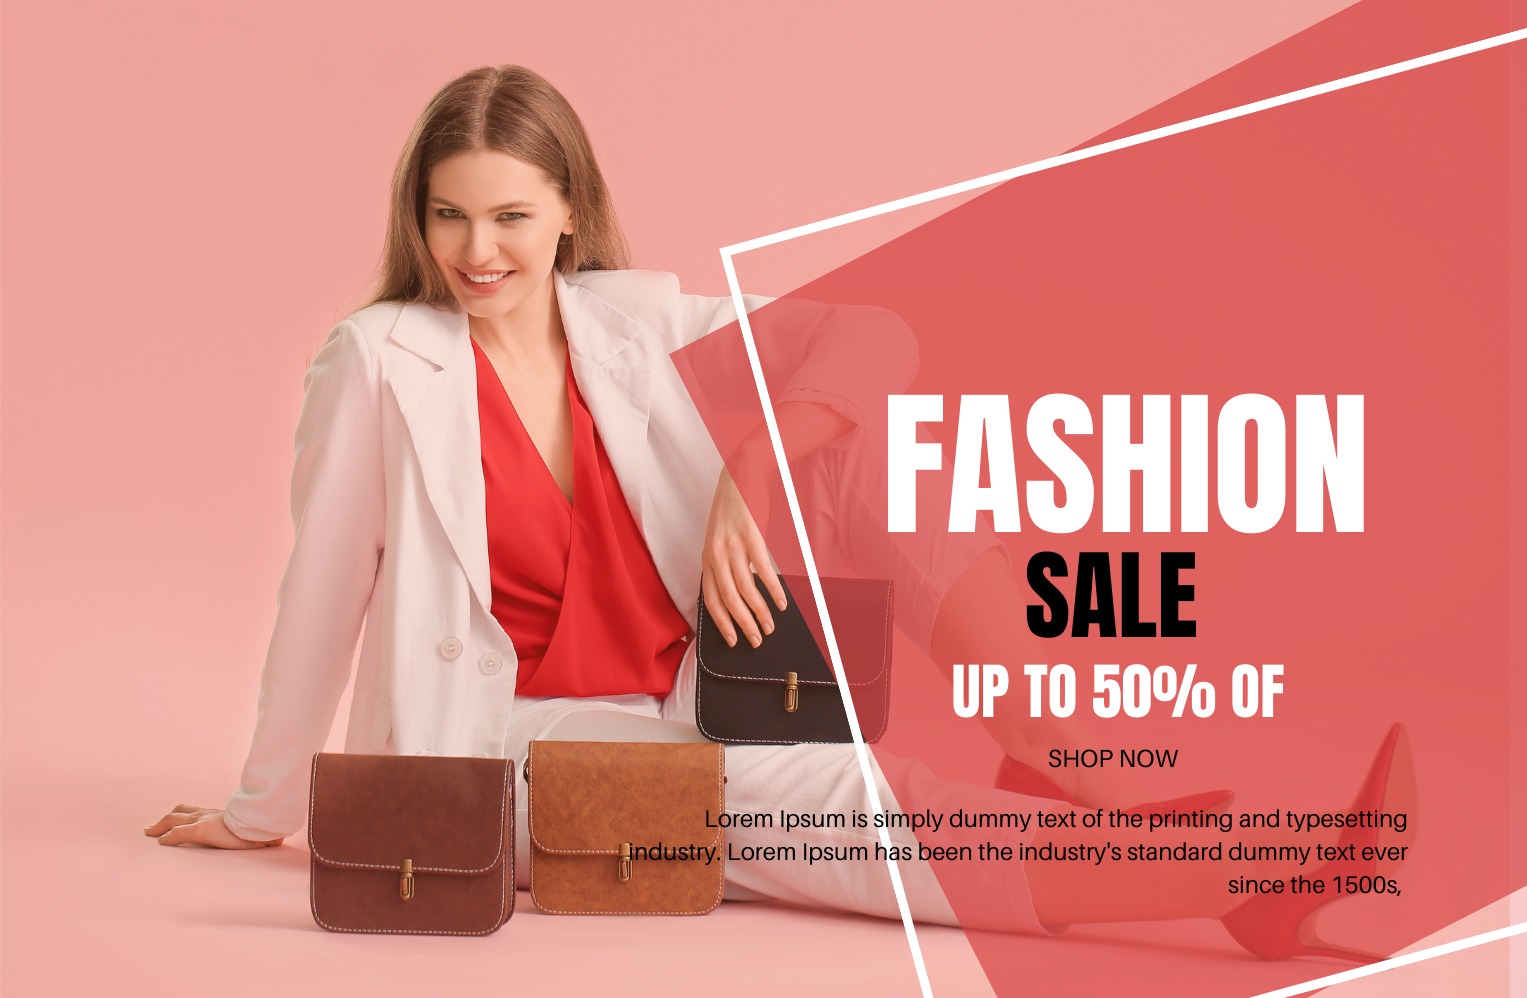 FASHION
SALE
UP TO 50% OF
SHOP NOW
Lorem Ipsum is simply dummy text of the printing and typesetting
industry. Lorem Ipsum has been the industry's standard dummy text ever
since the 1500s,